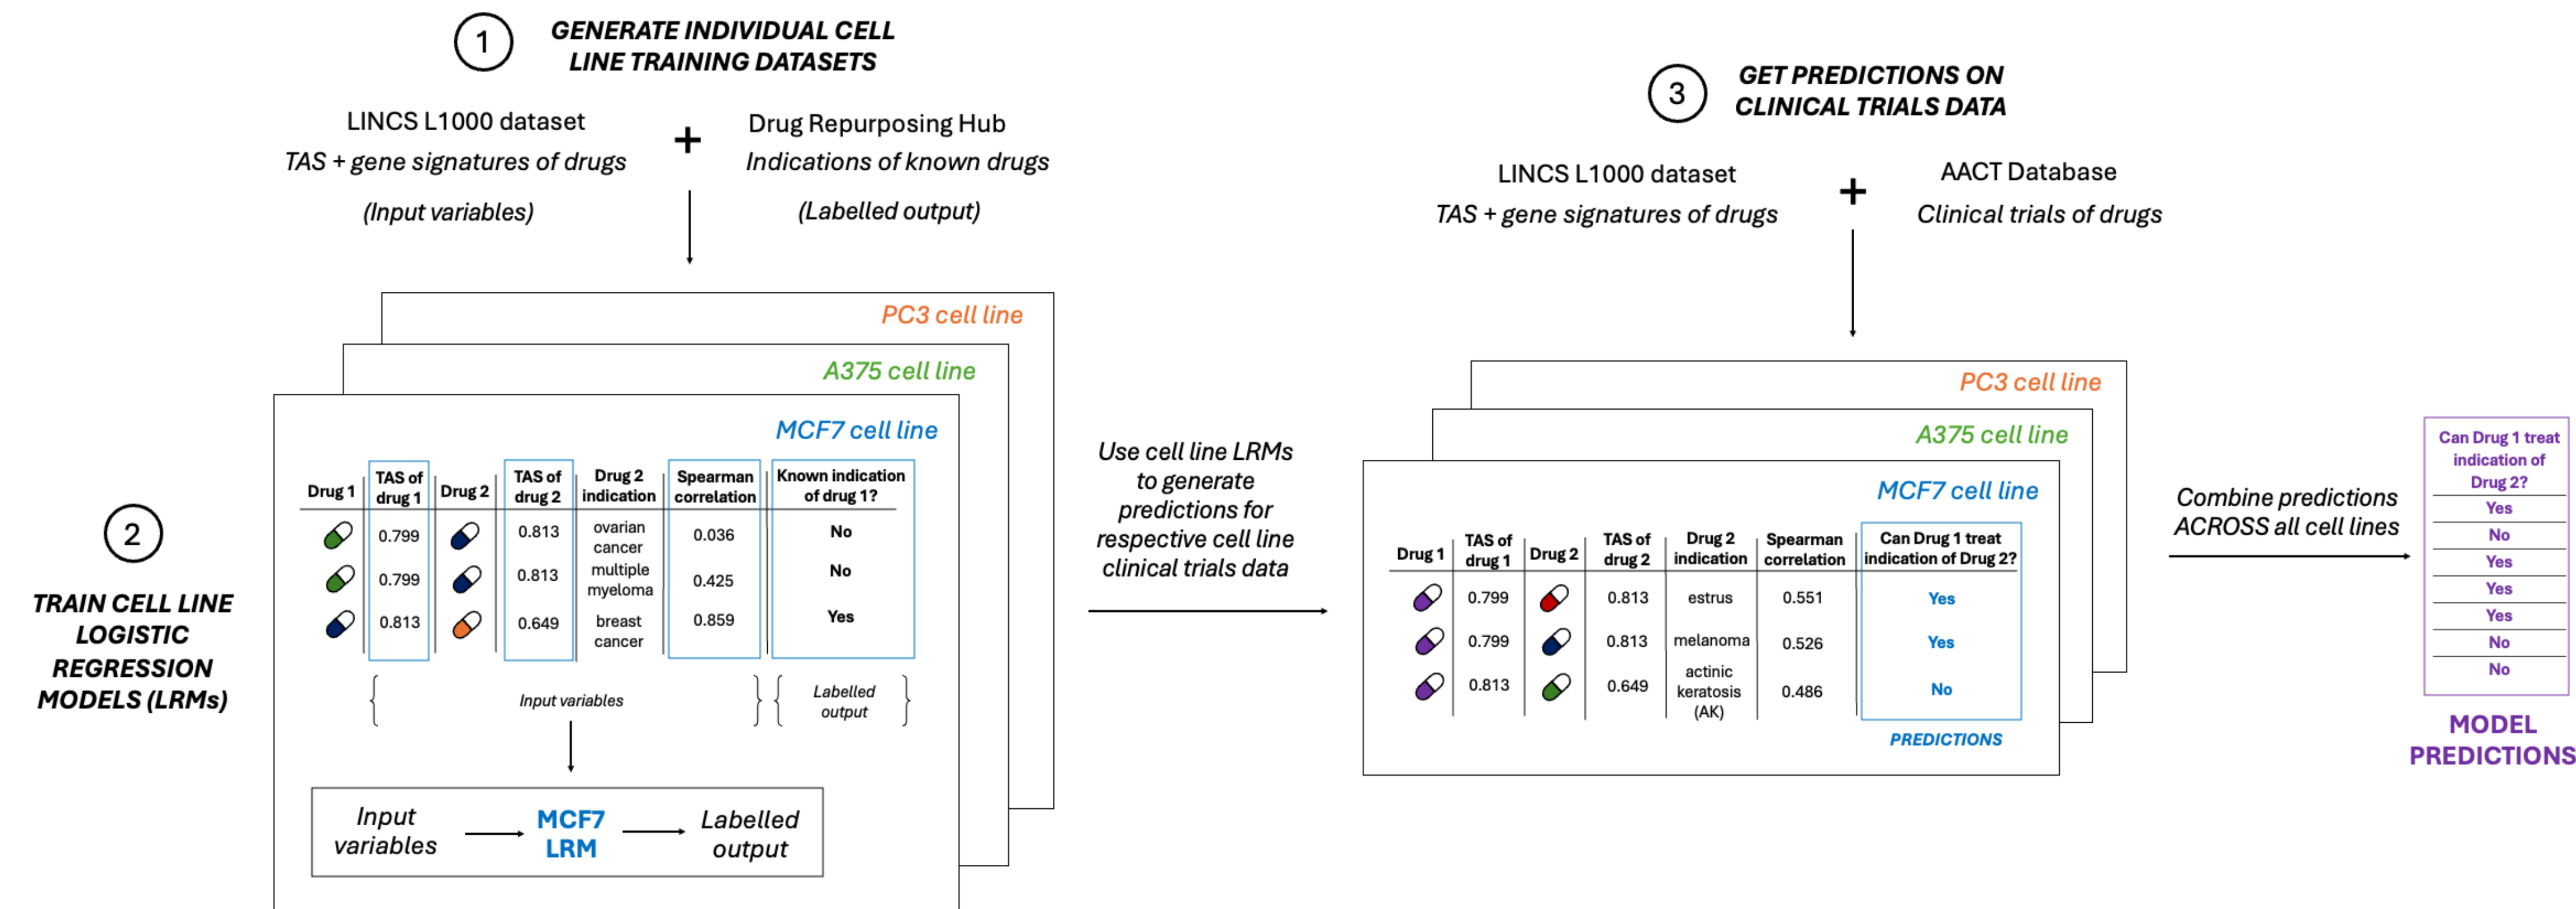 1
GENERATE INDIVIDUAL CELL
LINE TRAINING DATASETS
LINCS L1000 dataset
TAS + gene signatures of drugs
(Input variables)
+
Drug Repurposing Hub
Indications of known drugs
(Labelled output)
PC3 cell line
A375 cell line
MCF7 cell line
Drug 1 TAS of drug 1 Drug 2 TAS of drug 2 Drug 2 indication Spearman correlation Known indication of drug 1?
0.799 0.813 ovarian cancer 0.036 No
0.799 0.813 multiple myeloma 0.425 No
0.813 0.649 breast cancer 0.859 Yes
Input variables
Labelled
output
Input
variables
MCF7
LRM
Labelled
output
2
TRAIN CELL LINE
LOGISTIC
REGRESSION
MODELS (LRMs)
Use cell line LRMs
to generate
predictions for
respective cell line
clinical trials data
3
GET PREDICTIONS ON
CLINICAL TRIALS DATA
LINCS L1000 dataset
TAS + gene signatures of drugs
+
AACT Database
Clinical trials of drugs
PC3 cell line
A375 cell line
MCF7 cell line
Drug 1 TAS of drug 1 Drug 2 TAS of drug 2 Drug 2 indication Spearman correlation Can Drug 1 treat indication of Drug 2?
0.799 0.813 estrus 0.551 Yes
0.799 0.813 melanoma 0.526 Yes
0.813 0.649 actinic keratosis (AK) 0.486 No
PREDICTIONS
Combine predictions
ACROSS all cell lines
Can Drug 1 treat
indication of
Drug 2?
Yes
No
Yes
Yes
Yes
No
No
MODEL
PREDICTIONS